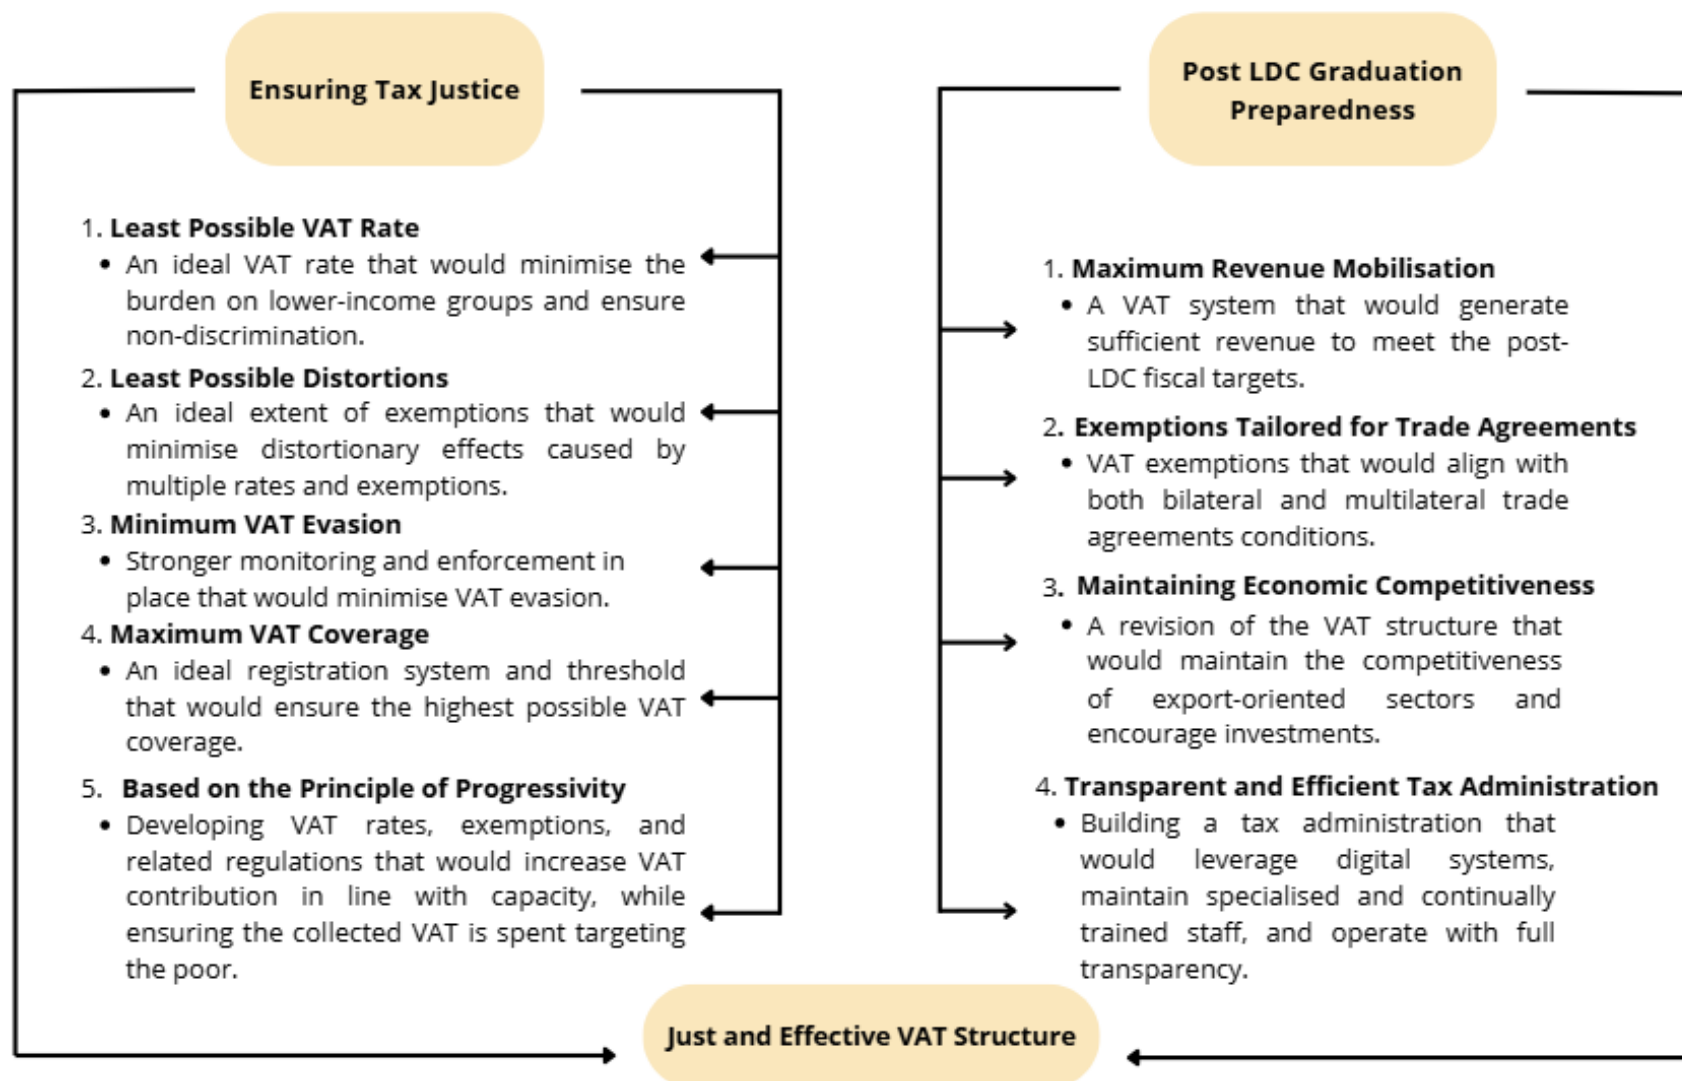 Ensuring Tax Justice
1. Least Possible VAT Rate
• An ideal VAT rate that would minimise the
burden on lower-income groups and ensure
non-discrimination.
2. Least Possible Distortions
• An ideal extent of exemptions that would
minimise distortionary effects caused by
multiple rates and exemptions.
3. Minimum VAT Evasion
• Stronger monitoring and enforcement in
place that would minimise VAT evasion.
4. Maximum VAT Coverage
• An ideal registration system and threshold
that would ensure the highest possible VAT
coverage.
5. Based on the Principle of Progressivity
• Developing VAT rates, exemptions, and
related regulations that would increase VAT
contribution in line with capacity, while
ensuring the collected VAT is spent targeting
the poor.
Post LDC Graduation
Preparedness
1. Maximum Revenue Mobilisation
• A VAT system that would generate
sufficient revenue to meet the post-
LDC fiscal targets.
2. Exemptions Tailored for Trade Agreements
• VAT exemptions that would align with
both bilateral and multilateral trade
agreements conditions.
3. Maintaining Economic Competitiveness
• A revision of the VAT structure that
would maintain the competitiveness
of export-oriented sectors and
encourage investments.
4. Transparent and Efficient Tax Administration
• Building a tax administration that
would leverage digital systems,
maintain specialised and continually
trained staff, and operate with full
transparency.
Just and Effective VAT Structure